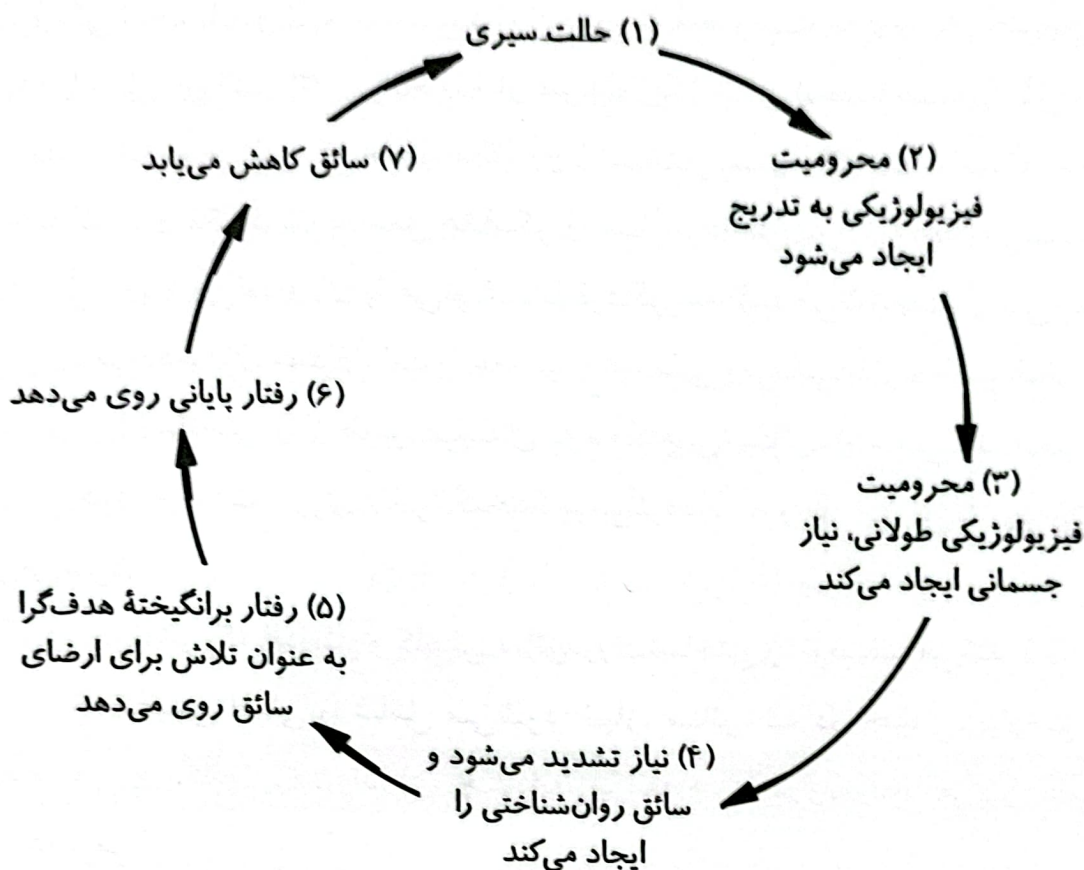 (۱) حالت سیری
(۲) محرومیت
فیزیولوژیکی به تدریج
ایجاد می‌شود
(۳) محرومیت
فیزیولوژیکی طولانی، نیاز
جسمانی ایجاد می‌کند
(۴) نیاز تشدید می‌شود و
سائق روان‌شناختی را
ایجاد می‌کند
(۵) رفتار برانگیختهٔ هدف‌گرا
به عنوان تلاش برای ارضای
سائق روی می‌دهد
(۶) رفتار پایانی روی می‌دهد
(۷) سائق کاهش می‌یابد